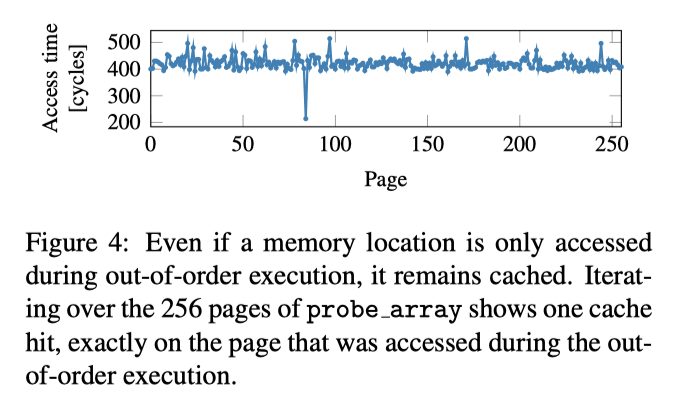 Access time
[cycles]
500
400
300
200
0 50 100 150 200 250
Page
Figure 4: Even if a memory location is only accessed
during out-of-order execution, it remains cached. Iterat-
ing over the 256 pages of probe_array shows one cache
hit, exactly on the page that was accessed during the out-
of-order execution.